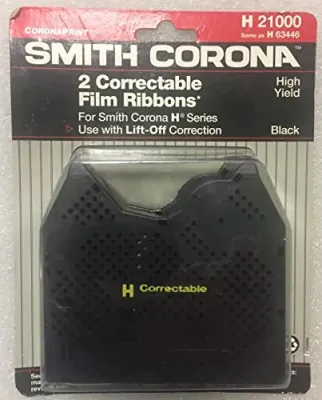 CORONAPRINT
H 21000
Same as H 63446
SMITH CORONA™
2 Correctable
Film Ribbons*
High
Yield
For Smith Corona H® Series
▷ Use with Lift-Off Correction
Black
H Correctable